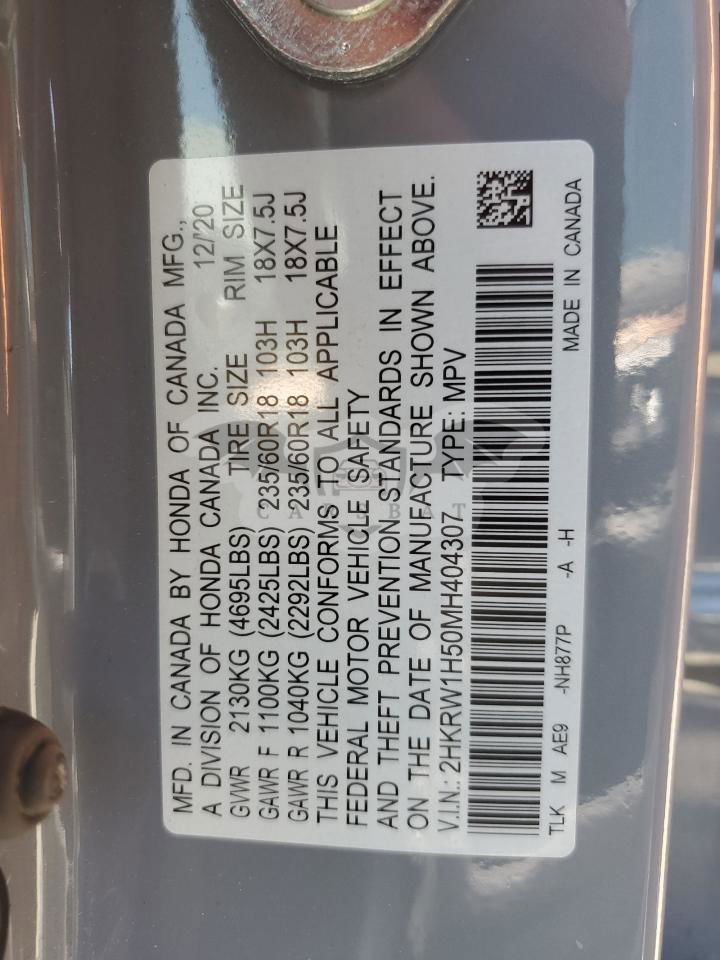 MFD. IN CANADA BY HONDA OF CANADA MFG.,
A DIVISION OF HONDA CANADA INC. 12/20
GVWR 2130KG (4695LBS) TIRE SIZE RIM SIZE
GAWR F 1100KG (2425LBS) 235/60R18 103H 18X7.5J
GAWR R 1040KG (2292LBS) 235/60R18 103H 18X7.5J
THIS VEHICLE CONFORMS TO ALL APPLICABLE
FEDERAL MOTOR VEHICLE SAFETY
AND THEFT PREVENTION STANDARDS IN EFFECT
ON THE DATE OF MANUFACTURE SHOWN ABOVE.
V.I.N.: 2HKRW1H50MH404307 TYPE: MPV
TLK M AE9 -NH877P -A -H MADE IN CANADA
CARBAT